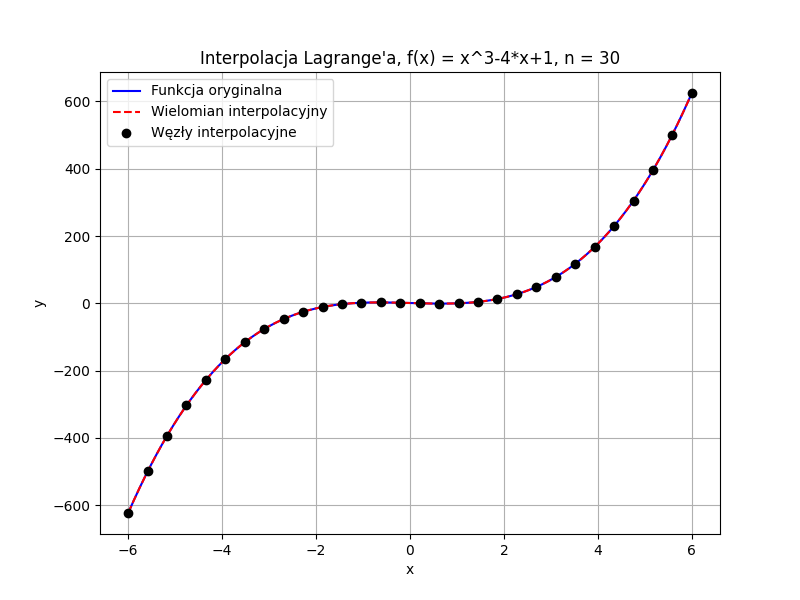 Interpolacja Lagrange'a, f(x) = x^3-4*x+1, n = 30
Funkcja oryginalna
Wielomian interpolacyjny
Węzły interpolacyjne
600
400
200
0
−200
−400
−600
y
−6 −4 −2 0 2 4 6
x